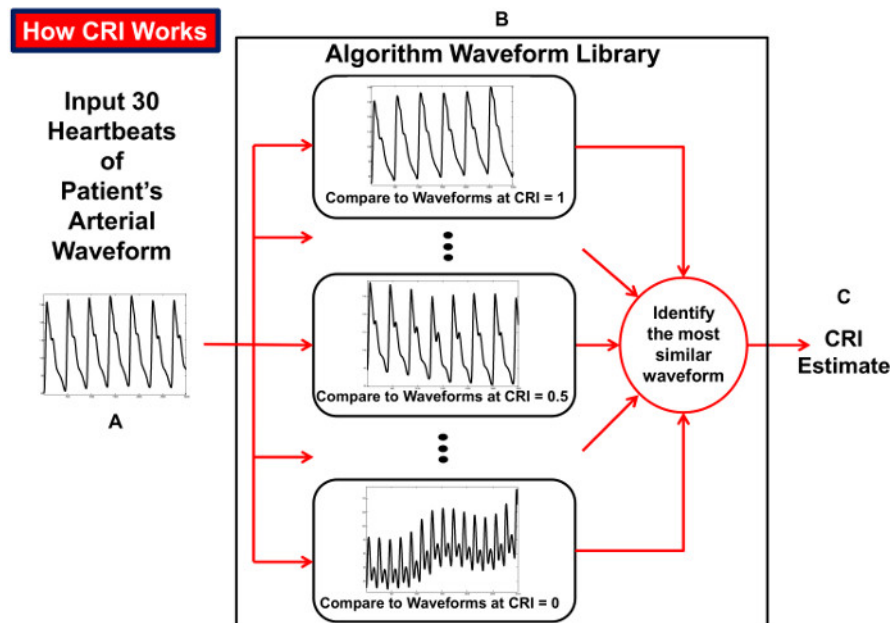 How CRI Works
B
Algorithm Waveform Library
Input 30
Heartbeats
of
Patient's
Arterial
Waveform
A
Compare to Waveforms at CRI = 1
Compare to Waveforms at CRI = 0.5
Compare to Waveforms at CRI = 0
Identify
the most
similar
waveform
C
CRI
Estimate